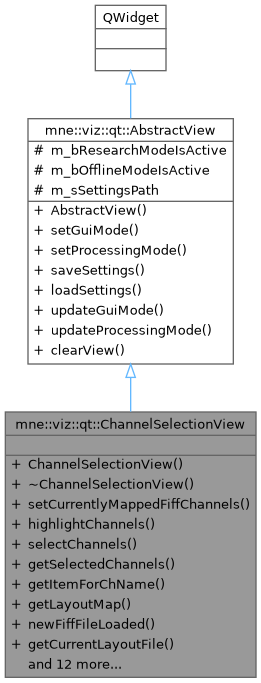 QWidget
mne::viz::qt::AbstractView
# m_bResearchModeIsActive
# m_bOfflineModeIsActive
# m_sSettingsPath
+ AbstractView()
+ setGuiMode()
+ setProcessingMode()
+ saveSettings()
+ loadSettings()
+ updateGuiMode()
+ updateProcessingMode()
+ clearView()
mne::viz::qt::ChannelSelectionView
+ ChannelSelectionView()
+ ~ChannelSelectionView()
+ setCurrentlyMappedFiffChannels()
+ highlightChannels()
+ selectChannels()
+ getSelectedChannels()
+ getItemForChName()
+ getLayoutMap()
+ newFiffFileLoaded()
+ getCurrentLayoutFile()
and 12 more...